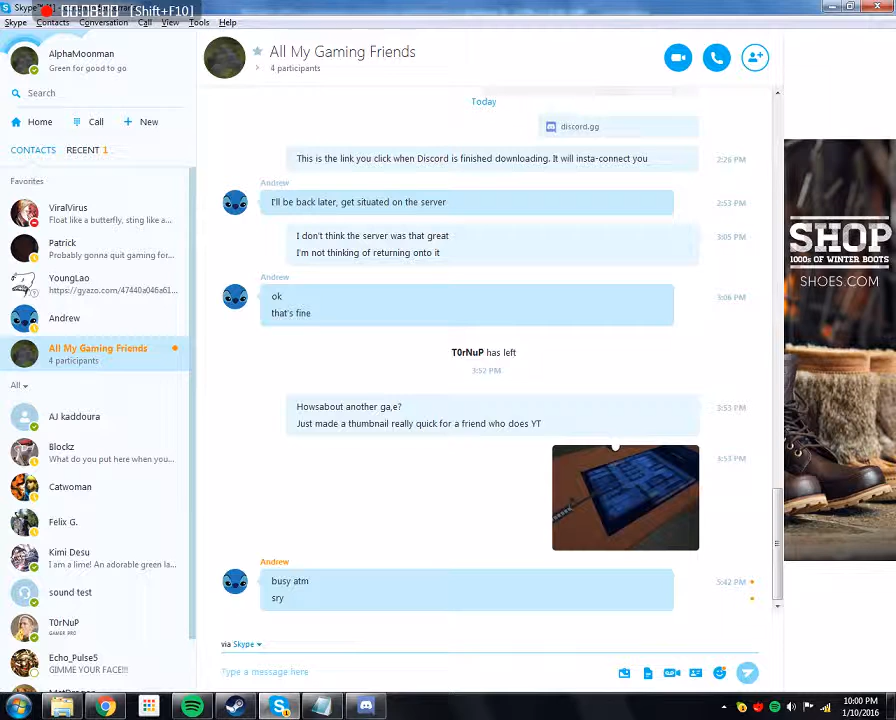 Skype™
00:08:00 [Shift+F10]
Skype Contacts Conversation Call View Tools Help
AlphaMoonman
Green for good to go
Search
Home Call New
CONTACTS RECENT 1
Favorites
ViralVirus
Float like a butterfly, sting like a...
Patrick
Probably gonna quit gaming for...
YoungLao
https://gyazo.com/47440a046a61...
Andrew
All My Gaming Friends
4 participants
All
AJ kaddoura
Blockz
What do you put here when you...
Catwoman
Felix G.
Kimi Desu
I am a lime! An adorable green la...
sound test
T0rNuP
GAMER PRO
Echo_Pulse5
GIMME YOUR FACE!!!
All My Gaming Friends
4 participants
Today
discord.gg
This is the link you click when Discord is finished downloading. It will insta-connect you
2:26 PM
Andrew
I'll be back later, get situated on the server
2:53 PM
I don't think the server was that great
3:05 PM
I'm not thinking of returning onto it
Andrew
ok
3:06 PM
that's fine
T0rNuP has left
3:52 PM
Howsabout another ga,e?
3:53 PM
Just made a thumbnail really quick for a friend who does YT
3:53 PM
Andrew
busy atm
5:42 PM
sry
via Skype
Type a message here
SHOP
1000s OF WINTER BOOTS
SHOES.COM
10:00 PM
1/10/2016